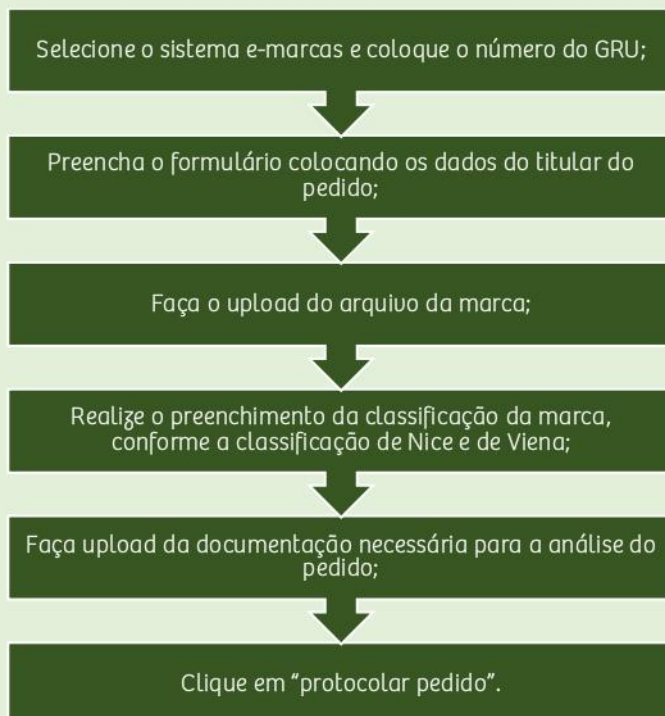 Selecione o sistema e-marcas e coloque o número do GRU;
Preencha o formulário colocando os dados do titular do
pedido;
Faça o upload do arquivo da marca;
Realize o preenchimento da classificação da marca,
conforme a classificação de Nice e de Viena;
Faça upload da documentação necessária para a análise do
pedido;
Clique em “protocolar pedido”.